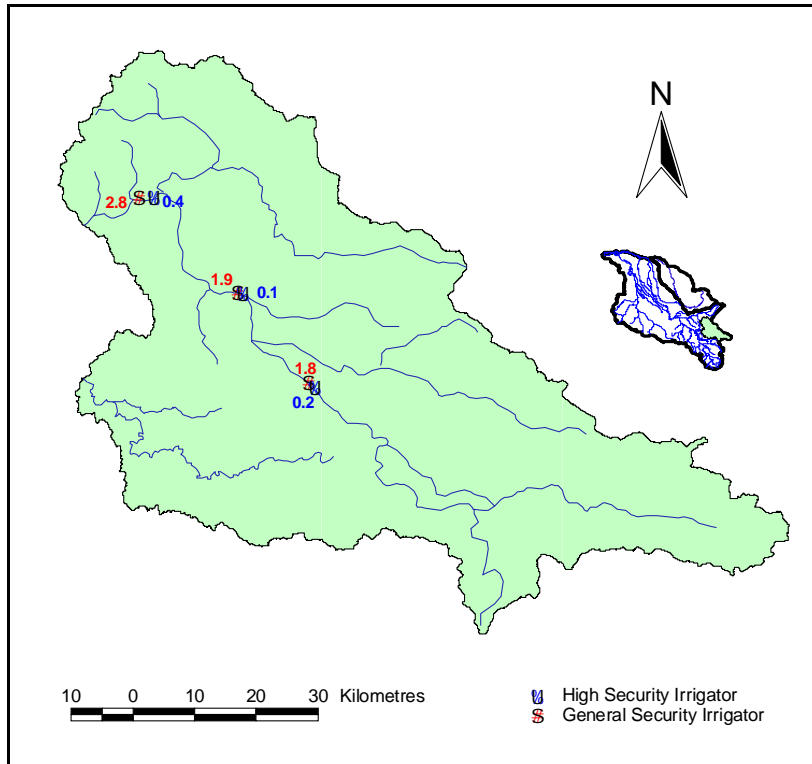 N
2.8
0.4
1.9
0.1
1.8
0.2
10 0 10 20 30 Kilometres
High Security Irrigator
General Security Irrigator